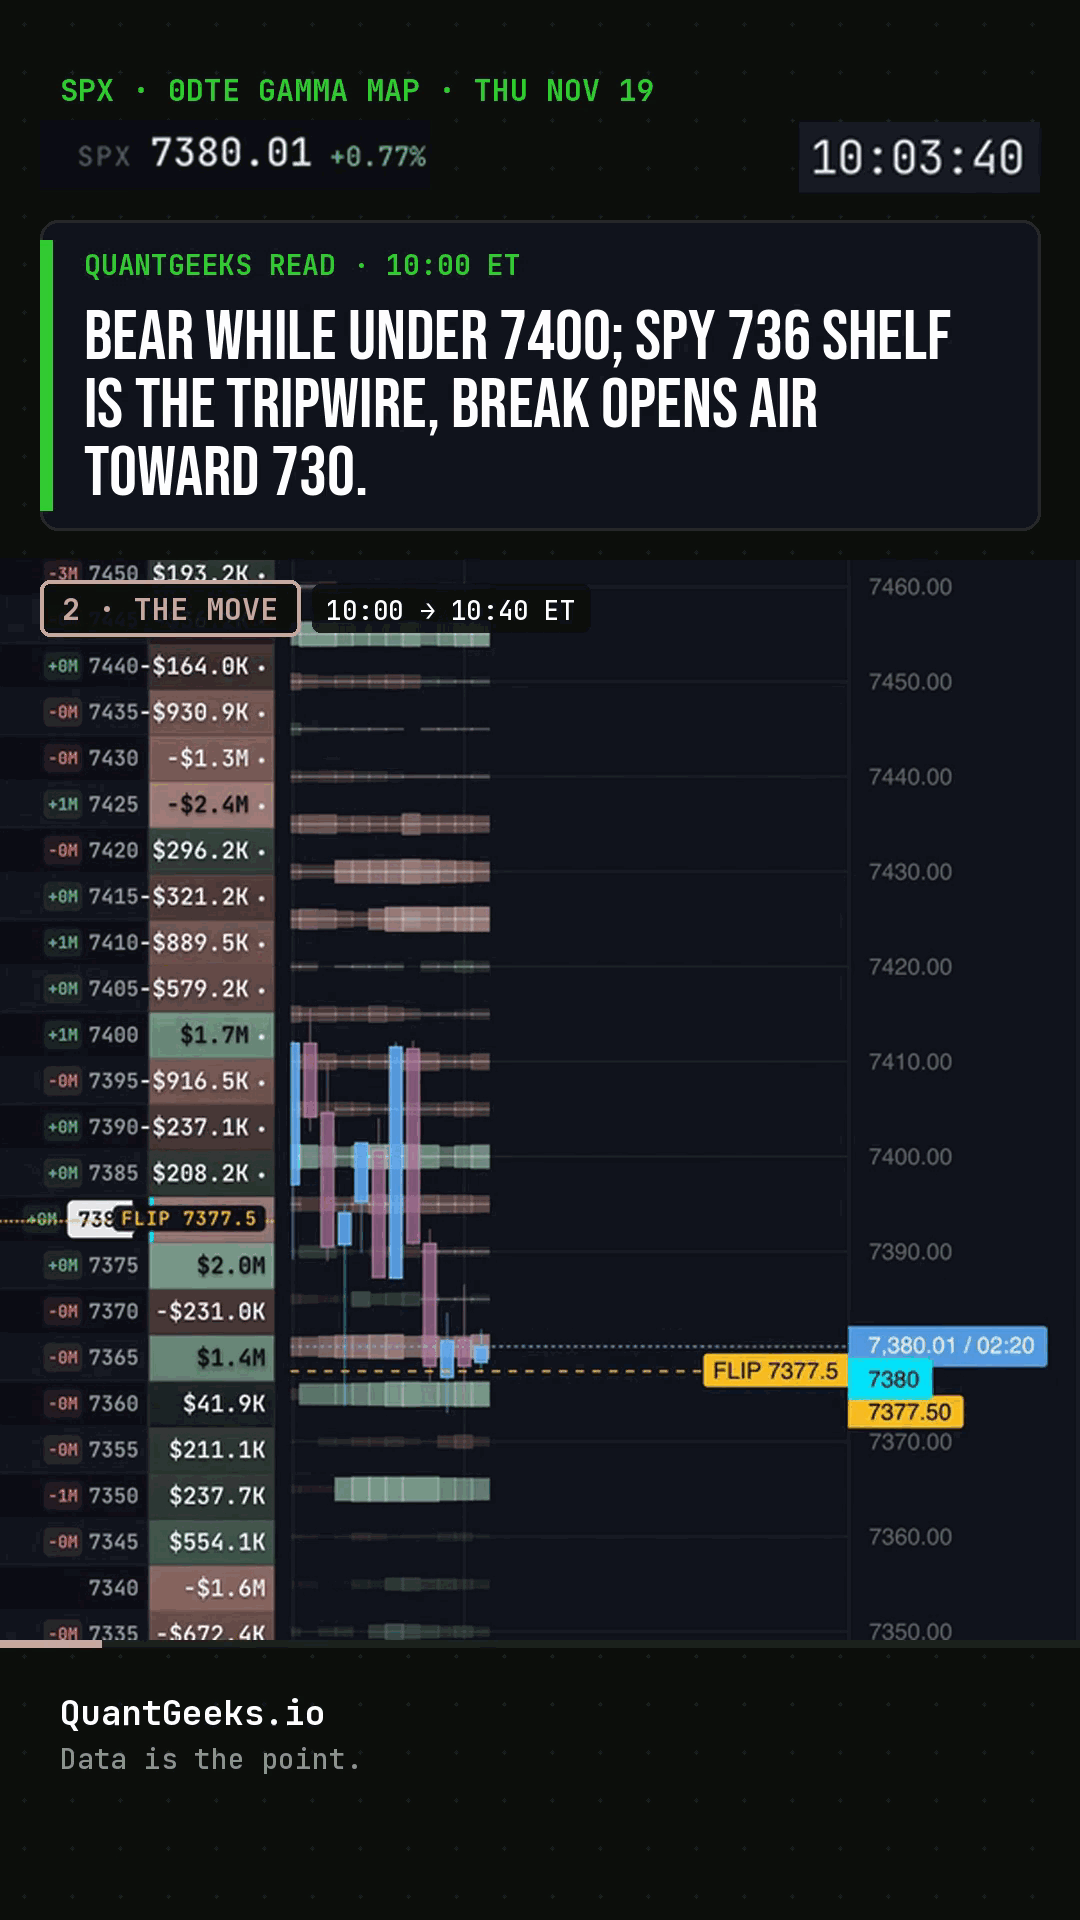 SPX · 0DTE GAMMA MAP · THU NOV 19
SPX 7380.01 +0.77%
10:03:40
QUANTGEEKS READ · 10:00 ET
BEAR WHILE UNDER 7400; SPY 736 SHELF
IS THE TRIPWIRE, BREAK OPENS AIR
TOWARD 730.
-3M 7450 $193.2K •
2 · THE MOVE
10:00 → 10:40 ET
+0M 7440 -$164.0K •
-0M 7435 -$930.9K •
-0M 7430 -$1.3M •
+1M 7425 -$2.4M •
-0M 7420 $296.2K •
+0M 7415 -$321.2K •
+1M 7410 -$889.5K •
+0M 7405 -$579.2K •
+1M 7400 $1.7M •
-0M 7395 -$916.5K •
+0M 7390 -$237.1K •
+0M 7385 $208.2K •
+0M 738 FLIP 7377.5
+0M 7375 $2.0M
-0M 7370 -$231.0K
-0M 7365 $1.4M
-0M 7360 $41.9K
-0M 7355 $211.1K
-1M 7350 $237.7K
-0M 7345 $554.1K
7340 -$1.6M
-0M 7335 -$672.4K
7460.00
7450.00
7440.00
7430.00
7420.00
7410.00
7400.00
7390.00
7,380.01 / 02:20
FLIP 7377.5
7380
7377.50
7370.00
7360.00
7350.00
QuantGeeks.io
Data is the point.